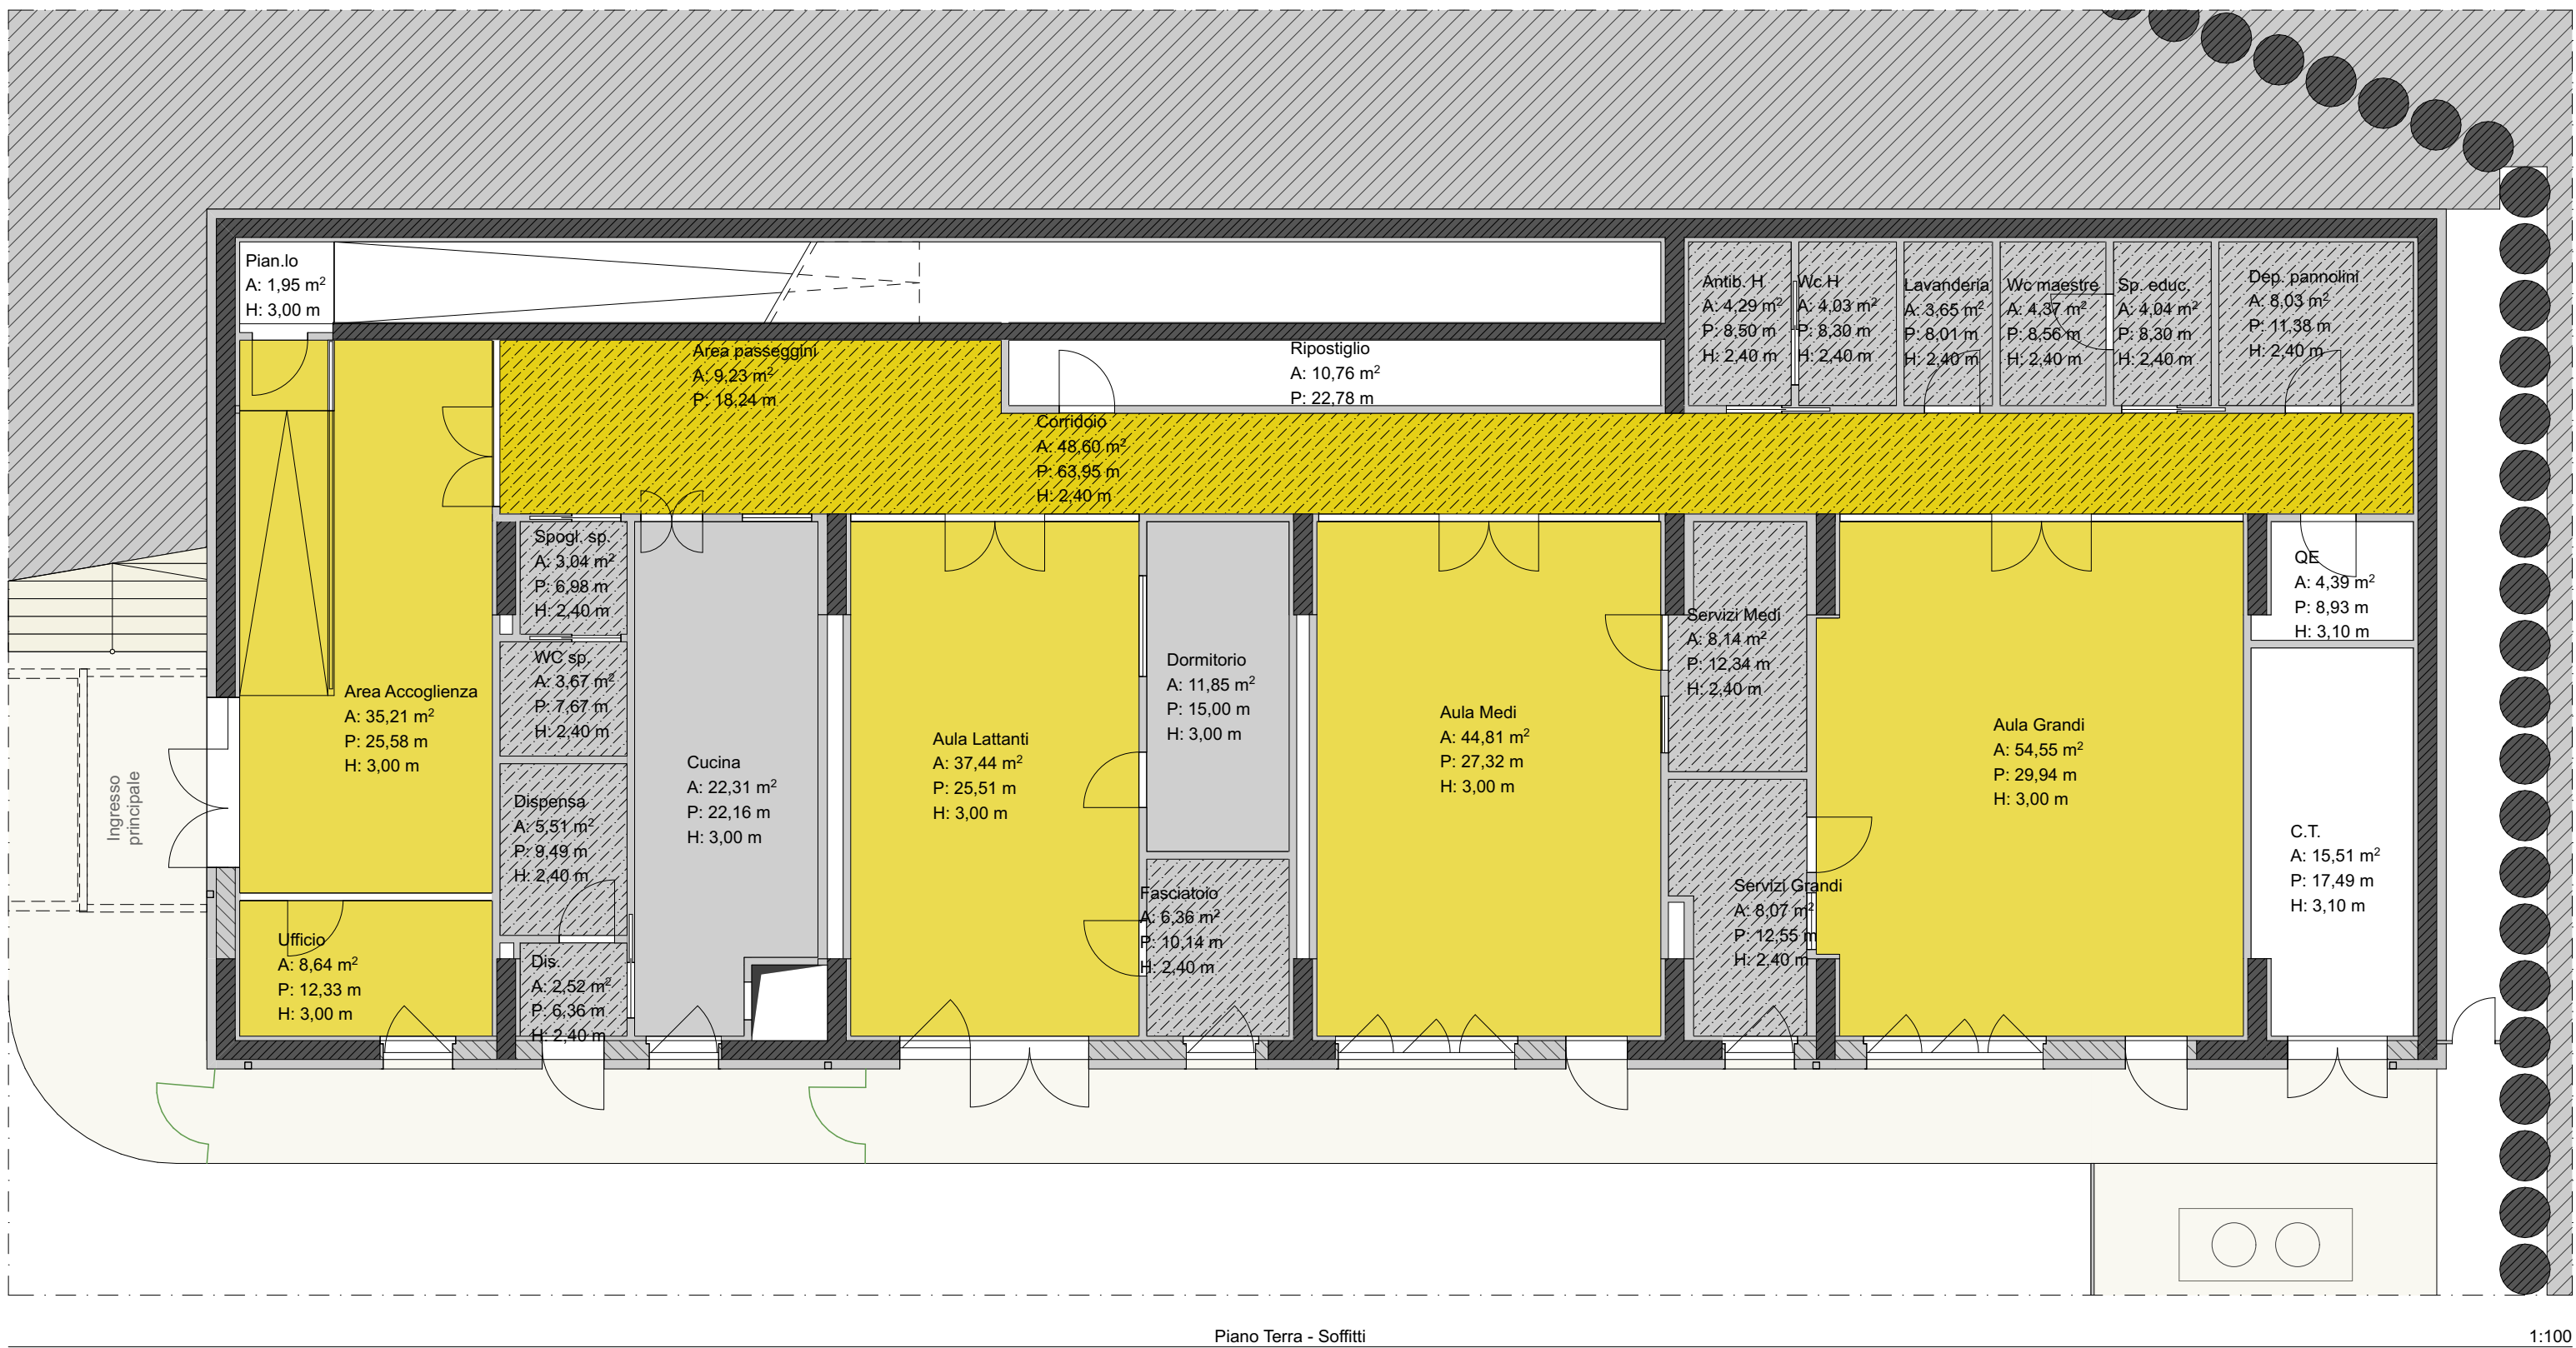 Pian.lo
A: 1,95 m²
H: 3,00 m
Area passeggini
A: 9,23 m²
P: 18,24 m
Ripostiglio
A: 10,76 m²
P: 22,78 m
Antib. H
A: 4,29 m²
P: 8,50 m
H: 2,40 m
Wc H
A: 4,03 m²
P: 8,30 m
H: 2,40 m
Lavanderia
A: 3,65 m²
P: 8,01 m
H: 2,40 m
Wc maestre
A: 4,37 m²
P: 8,56 m
H: 2,40 m
Sp. educ.
A: 4,04 m²
P: 8,30 m
H: 2,40 m
Dep. pannolini
A: 8,03 m²
P: 11,38 m
H: 2,40 m
Corridoio
A: 48,60 m²
P: 63,95 m
H: 2,40 m
Spogl. sp.
A: 3,04 m²
P: 6,98 m
H: 2,40 m
QE
A: 4,39 m²
P: 8,93 m
H: 3,10 m
WC sp.
A: 3,67 m²
P: 7,67 m
H: 2,40 m
Servizi Medi
A: 8,14 m²
P: 12,34 m
H: 2,40 m
Area Accoglienza
A: 35,21 m²
P: 25,58 m
H: 3,00 m
Dormitorio
A: 11,85 m²
P: 15,00 m
H: 3,00 m
Cucina
A: 22,31 m²
P: 22,16 m
H: 3,00 m
Aula Lattanti
A: 37,44 m²
P: 25,51 m
H: 3,00 m
Aula Medi
A: 44,81 m²
P: 27,32 m
H: 3,00 m
Aula Grandi
A: 54,55 m²
P: 29,94 m
H: 3,00 m
Ingresso
principale
Dispensa
A: 5,51 m²
P: 9,49 m
H: 2,40 m
C.T.
A: 15,51 m²
P: 17,49 m
H: 3,10 m
Fasciatoio
A: 6,36 m²
P: 10,14 m
H: 2,40 m
Servizi Grandi
A: 8,07 m²
P: 12,55 m
H: 2,40 m
Ufficio
A: 8,64 m²
P: 12,33 m
H: 3,00 m
Dis.
A: 2,52 m²
P: 6,36 m
H: 2,40 m
Piano Terra - Soffitti
1:100